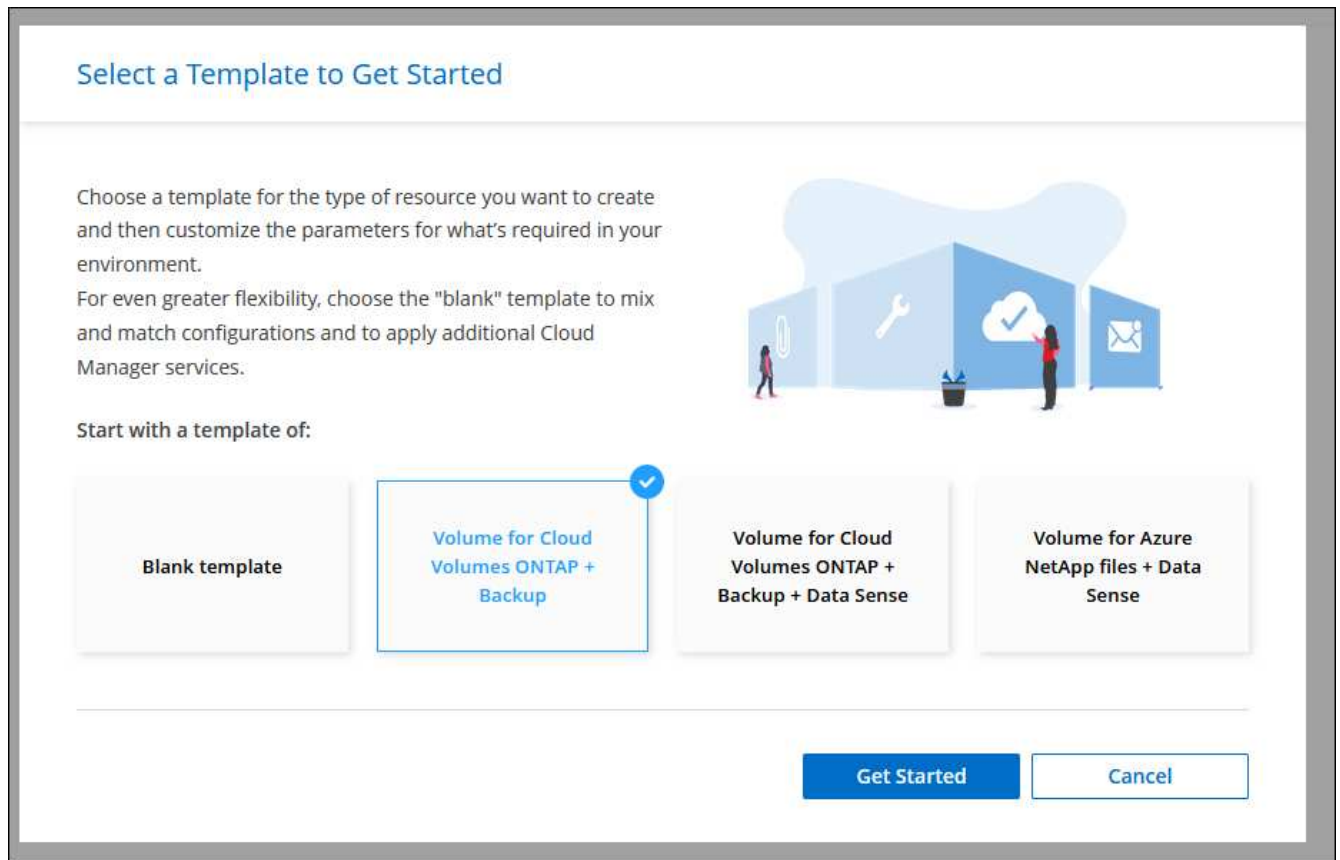 Select a Template to Get Started
Choose a template for the type of resource you want to create
and then customize the parameters for what's required in your
environment.
For even greater flexibility, choose the "blank" template to mix
and match configurations and to apply additional Cloud
Manager services.
Start with a template of:
Blank template
Volume for Cloud
Volumes ONTAP +
Backup
Volume for Cloud
Volumes ONTAP +
Backup + Data Sense
Volume for Azure
NetApp files + Data
Sense
Get Started
Cancel